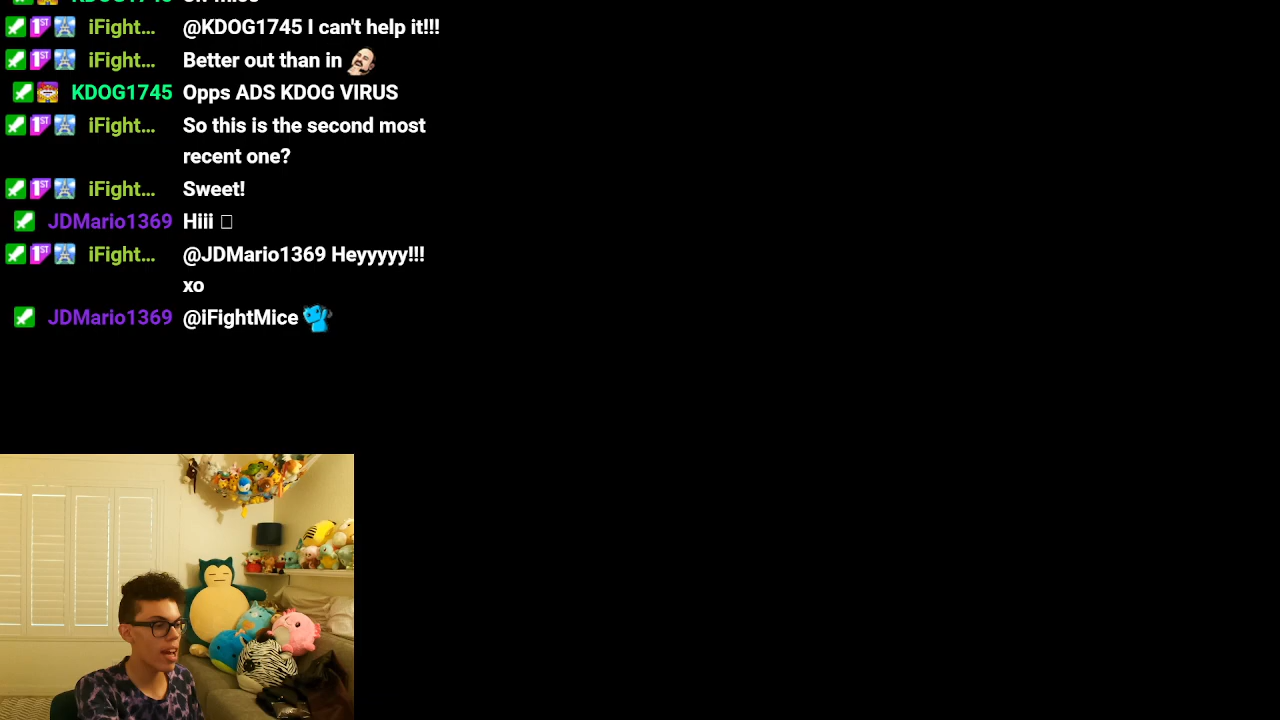 iFight... @KDOG1745 I can't help it!!!
iFight... Better out than in
KDOG1745 Opps ADS KDOG VIRUS
iFight... So this is the second most
recent one?
iFight... Sweet!
JDMario1369 Hiii
iFight... @JDMario1369 Heyyyyy!!!
xo
JDMario1369 @iFightMice